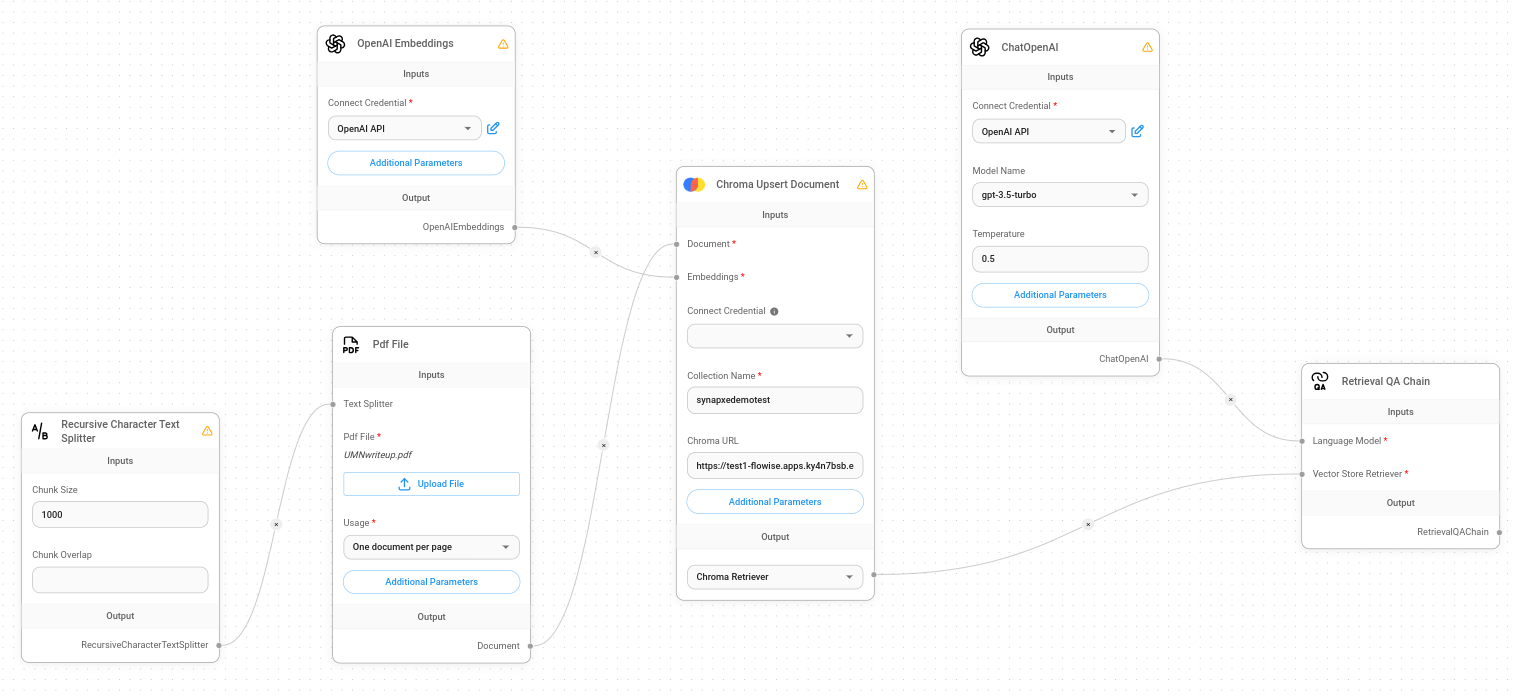 OpenAI Embeddings
Inputs
Connect Credential *
OpenAI API
Additional Parameters
Output
OpenAIEmbeddings
ChatOpenAI
Inputs
Connect Credential *
OpenAI API
Model Name
gpt-3.5-turbo
Temperature
0.5
Additional Parameters
Output
ChatOpenAI
Chroma Upsert Document
Inputs
Document *
Embeddings *
Connect Credential
Collection Name *
synapxedemotest
Chroma URL
https://test1-flowise.apps.ky4n7bsb.e
Additional Parameters
Output
Chroma Retriever
PDF
Pdf File
Inputs
Text Splitter
Pdf File *
UMNwriteup.pdf
Upload File
Usage *
One document per page
Additional Parameters
Output
Document
A/B
Recursive Character Text
Splitter
Inputs
Chunk Size
1000
Chunk Overlap
Output
RecursiveCharacterTextSplitter
QA
Retrieval QA Chain
Inputs
Language Model *
Vector Store Retriever *
Output
RetrievalQAChain